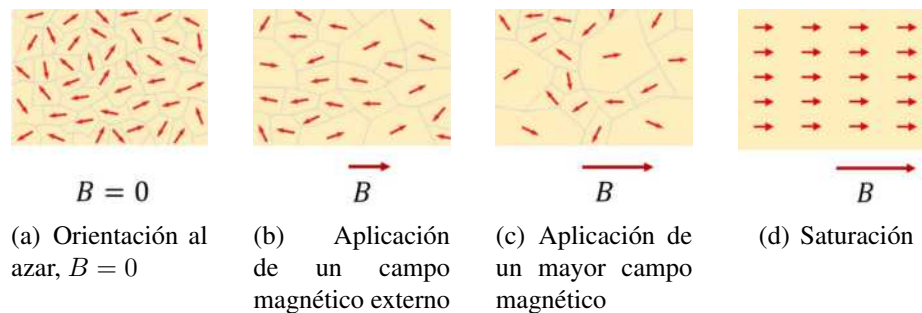 B = 0
B
B
B
(a) Orientación al
azar, B = 0
(b) Aplicación
de un campo
magnético externo
(c) Aplicación de
un mayor campo
magnético
(d) Saturación